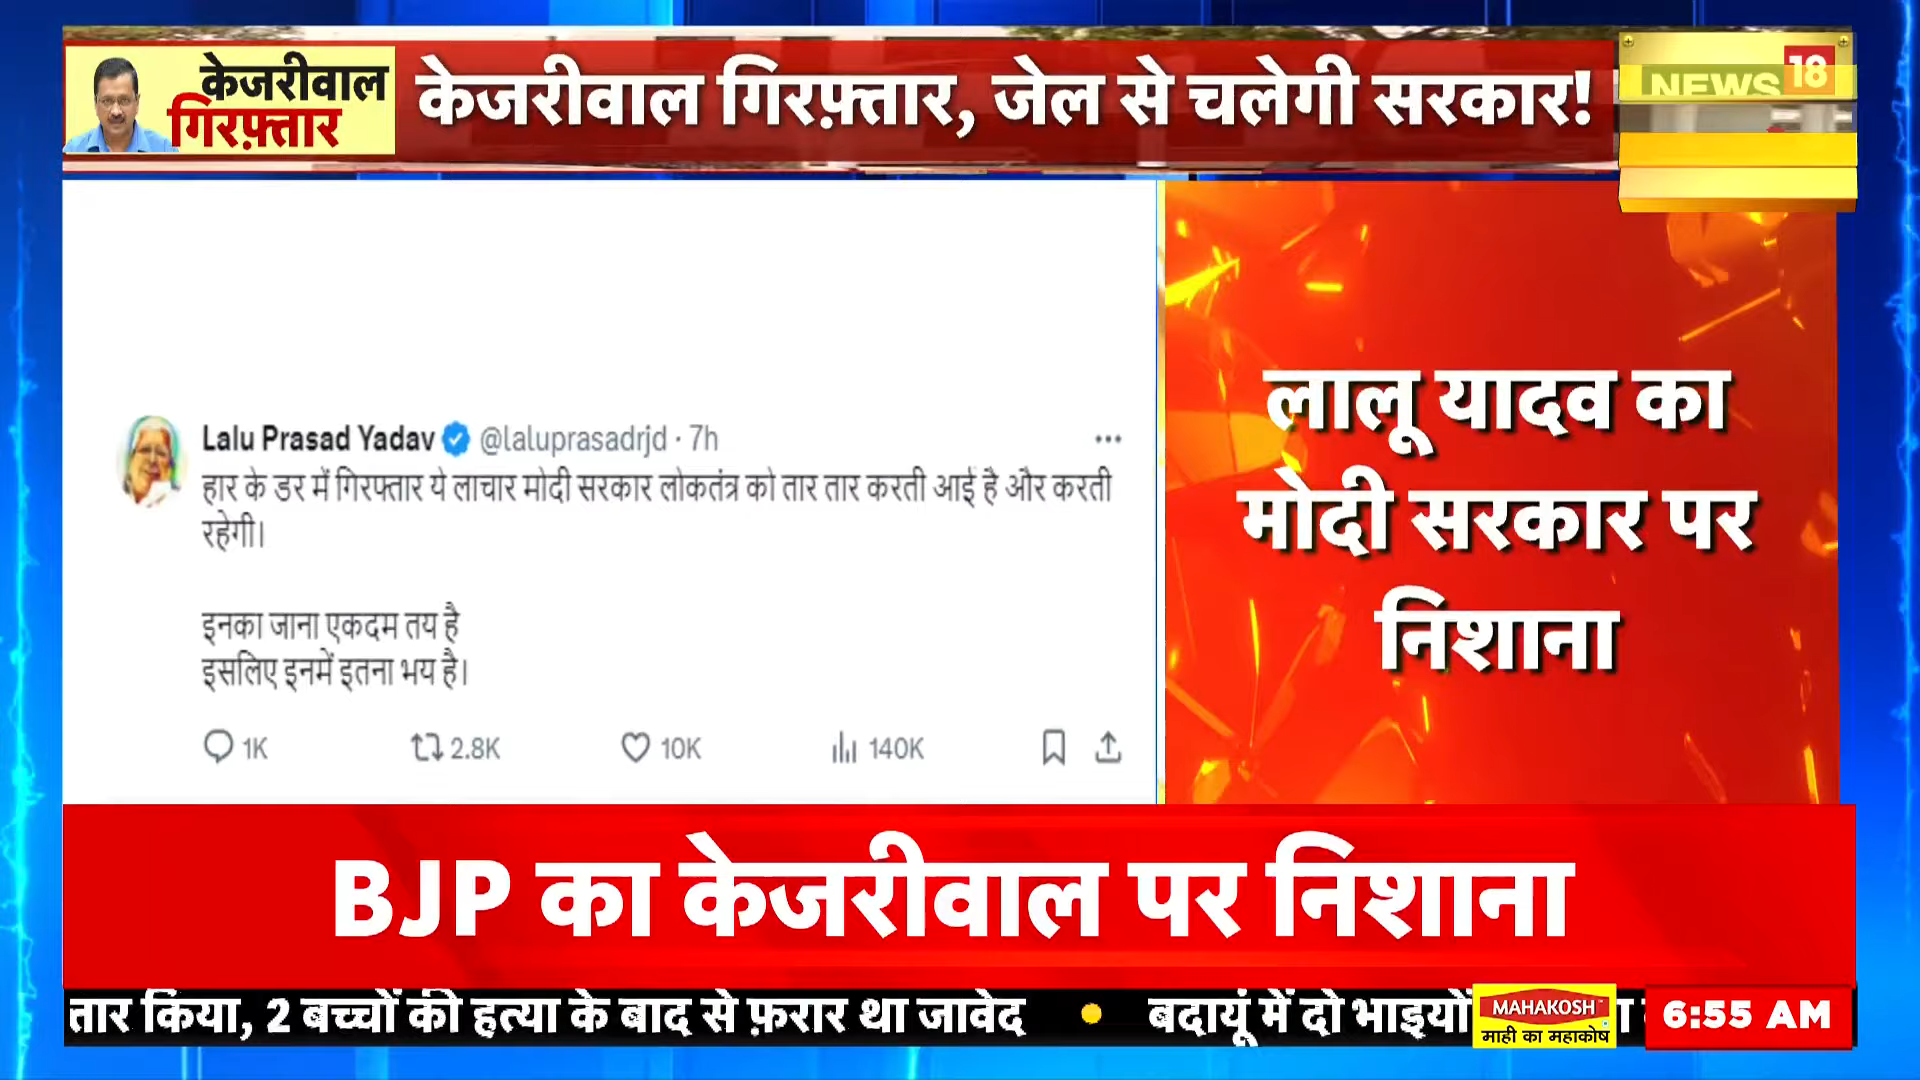 केजरीवाल
गिरफ़्तार
केजरीवाल गिरफ़्तार, जेल से चलेगी सरकार!
NEWS18
Lalu Prasad Yadav @laluprasadrjd · 7h
हार के डर में गिरफ्तार ये लाचार मोदी सरकार लोकतंत्र को तार तार करती आई है और करती
रहेगी।
इनका जाना एकदम तय है
इसलिए इनमें इतना भय है।
1K 2.8K 10K 140K
लालू यादव का
मोदी सरकार पर
निशाना
BJP का केजरीवाल पर निशाना
तार किया, 2 बच्चों की हत्या के बाद से फ़रार था जावेद • बदायूं में दो भाइयों
MAHAKOSH
माही का महाकोष
6:55 AM